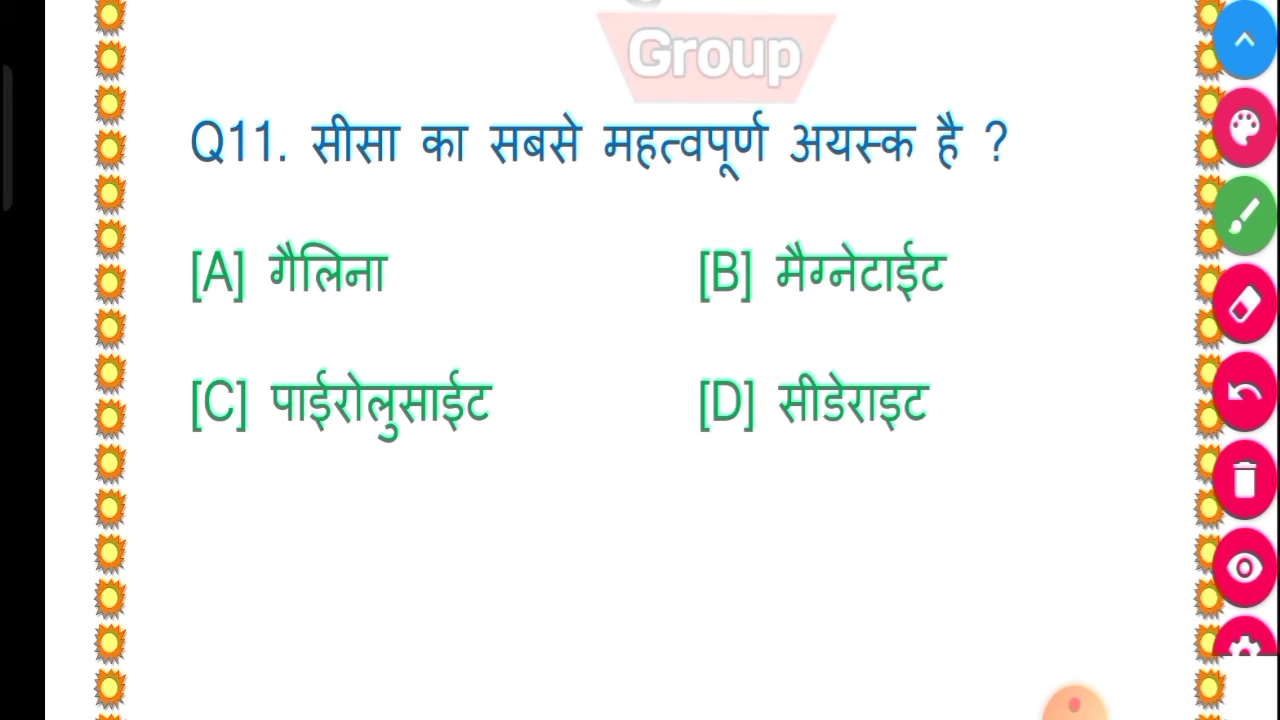 Group
Q11. सीसा का सबसे महत्वपूर्ण अयस्क है ?
[A] गैलिना [B] मैग्नेटाईट
[C] पाईरोलुसाईट [D] सीडेराइट